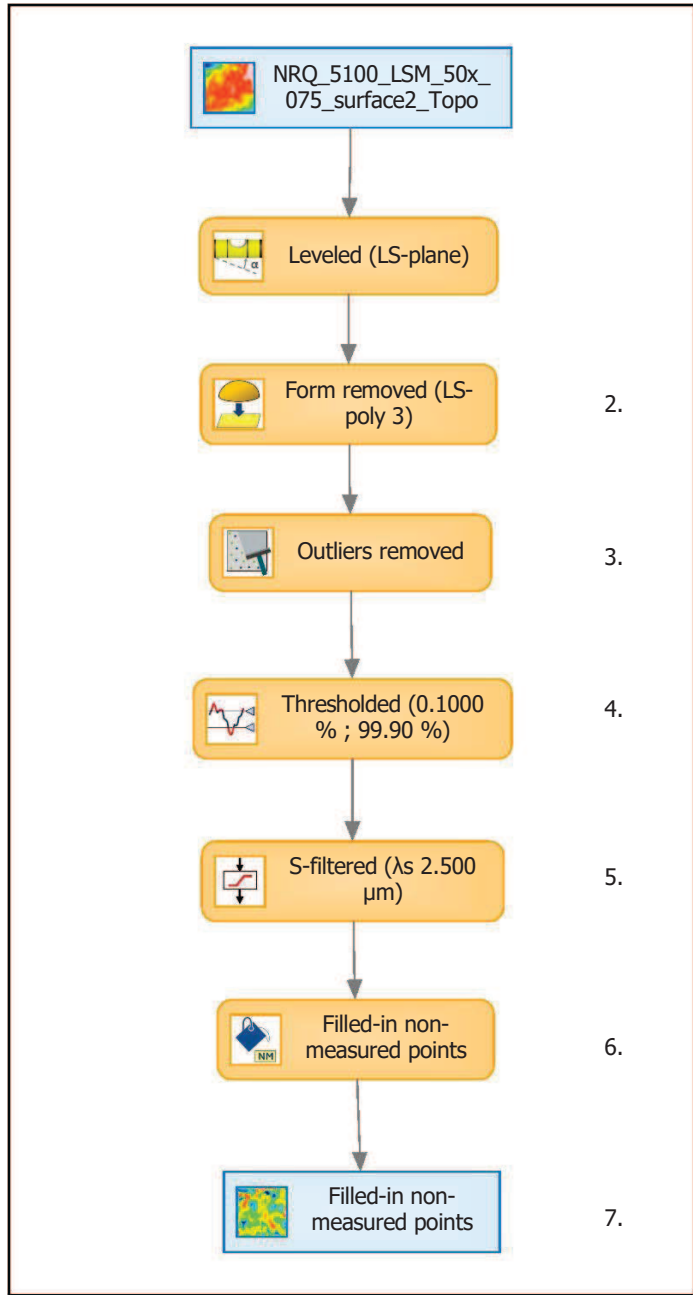 NRQ_5100_LSM_50x_
075_surface2_Topo
α
Leveled (LS-plane)
Form removed (LS-
poly 3)
2.
Outliers removed
3.
Thresholded (0.1000
% ; 99.90 %)
4.
S-filtered (λs 2.500
µm)
5.
NM
Filled-in non-
measured points
6.
Filled-in non-
measured points
7.